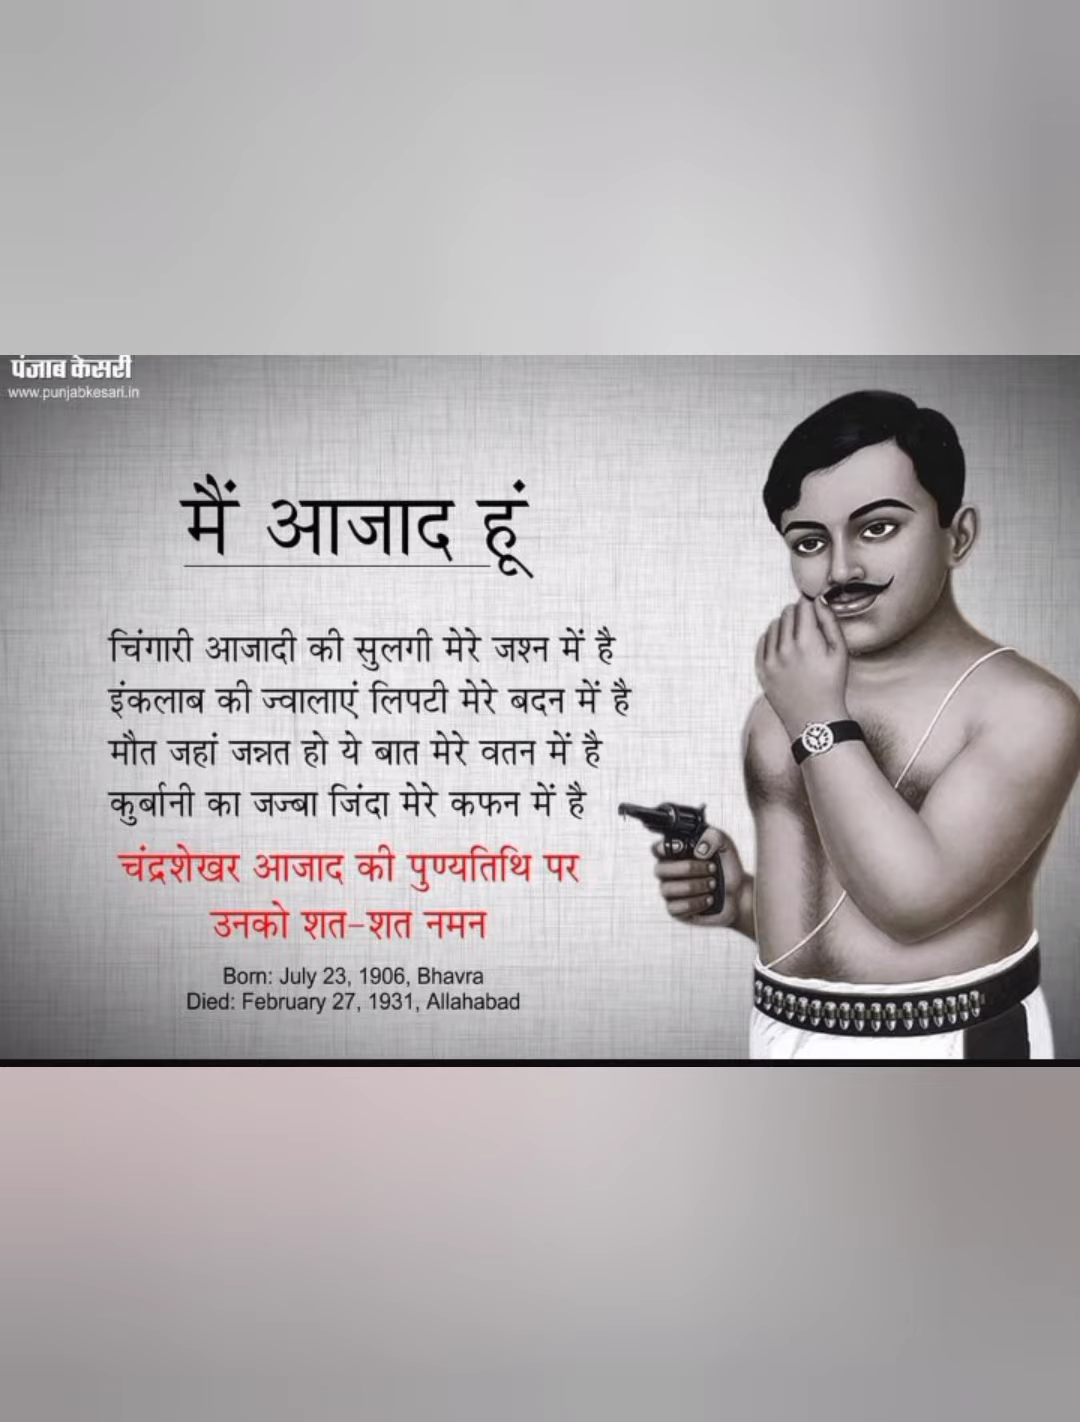 पंजाब केसरी
www.punjabkesari.in
मैं आजाद हूं
चिंगारी आजादी की सुलगी मेरे जश्न में है
इंकलाब की ज्वालाएं लिपटी मेरे बदन में है
मौत जहां जन्नत हो ये बात मेरे वतन में है
कुर्बानी का जज्बा जिंदा मेरे कफन में है
चंद्रशेखर आजाद की पुण्यतिथि पर
उनको शत-शत नमन
Born: July 23, 1906, Bhavra
Died: February 27, 1931, Allahabad